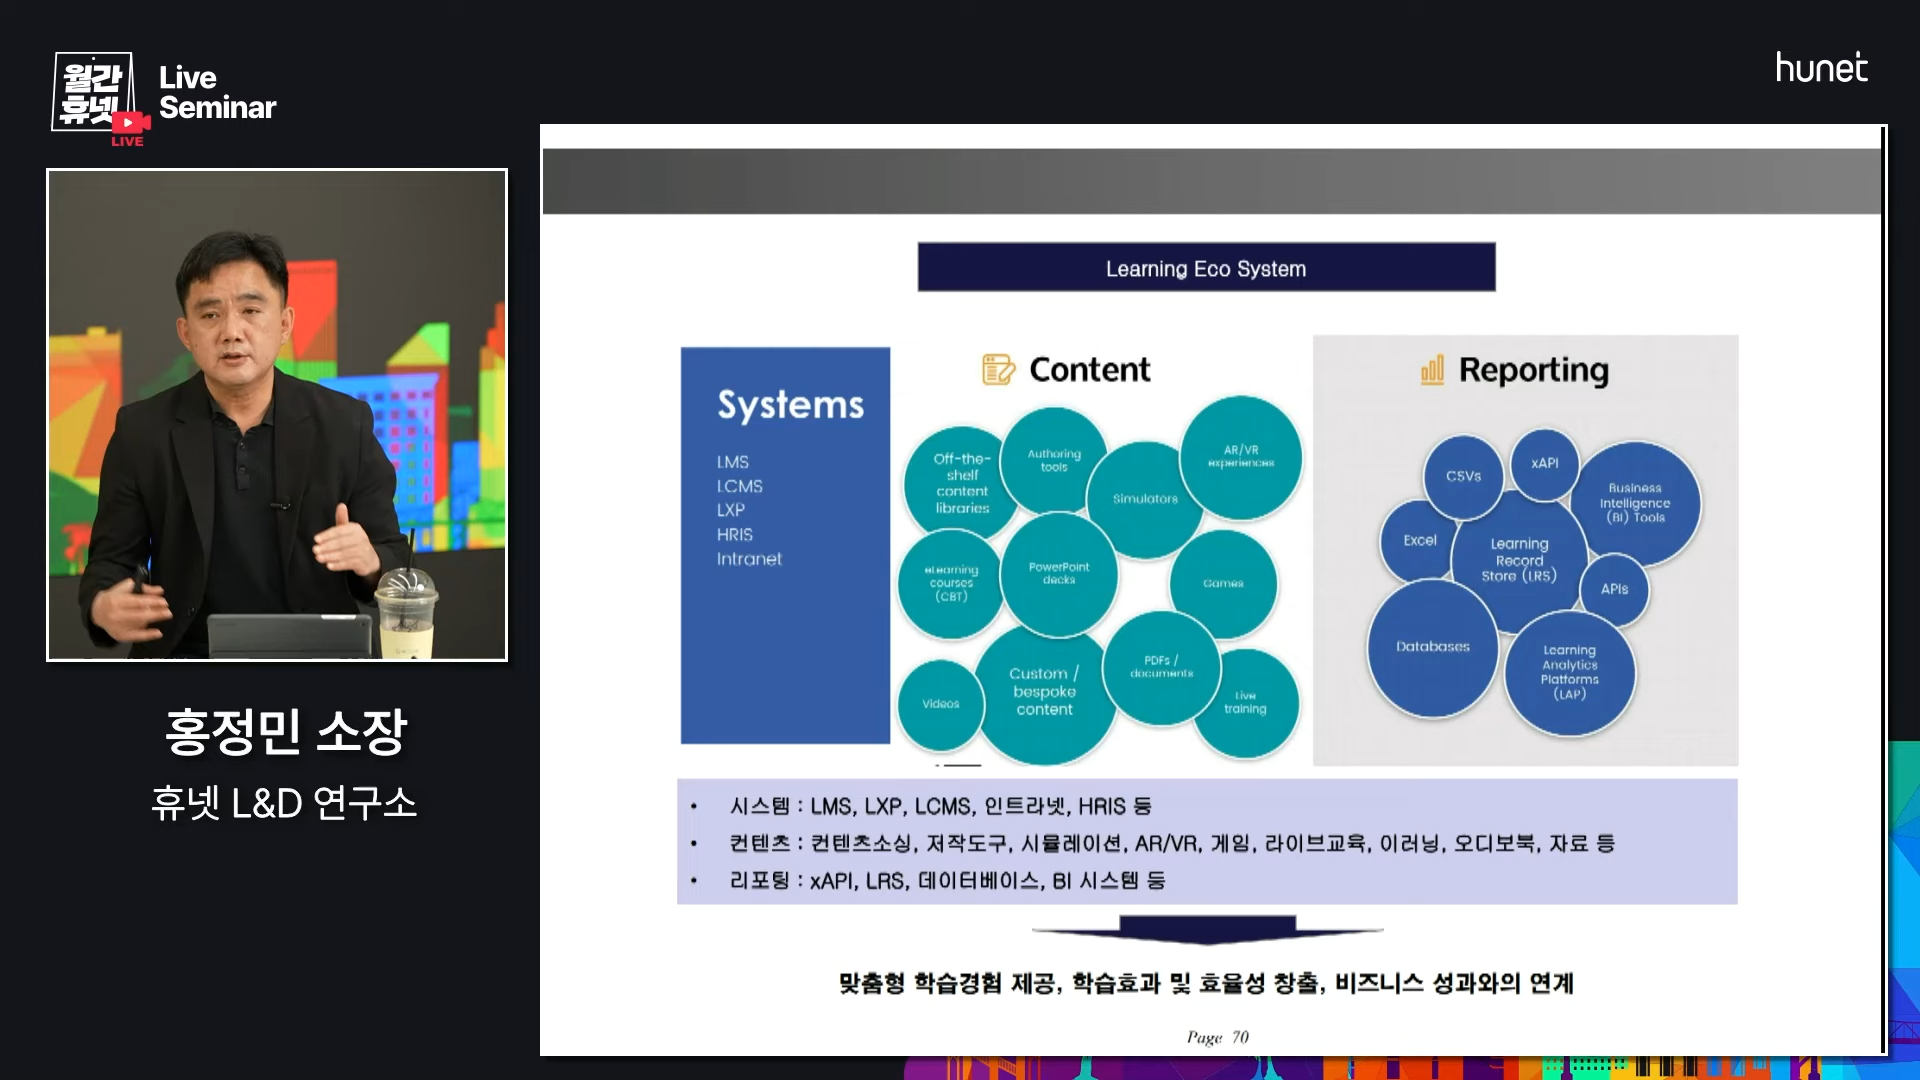 월간
휴넷
LIVE
Live
Seminar
hunet
홍정민 소장
휴넷 L&D 연구소
Learning Eco System
Systems
LMS
LCMS
LXP
HRIS
Intranet
Content
Off-the-
shelf
content
libraries
Authoring
tools
Simulators
AR/VR
experiences
eLearning
courses
(CBT)
PowerPoint
decks
Games
Videos
Custom /
bespoke
content
PDFs /
documents
Live
training
Reporting
CSVs
xAPI
Business
Intelligence
(BI) Tools
Excel
Learning
Record
Store (LRS)
APIs
Databases
Learning
Analytics
Platforms
(LAP)
• 시스템 : LMS, LXP, LCMS, 인트라넷, HRIS 등
• 컨텐츠 : 컨텐츠소싱, 저작도구, 시뮬레이션, AR/VR, 게임, 라이브교육, 이러닝, 오디보북, 자료 등
• 리포팅 : xAPI, LRS, 데이터베이스, BI 시스템 등
맞춤형 학습경험 제공, 학습효과 및 효율성 창출, 비즈니스 성과와의 연계
Page 70